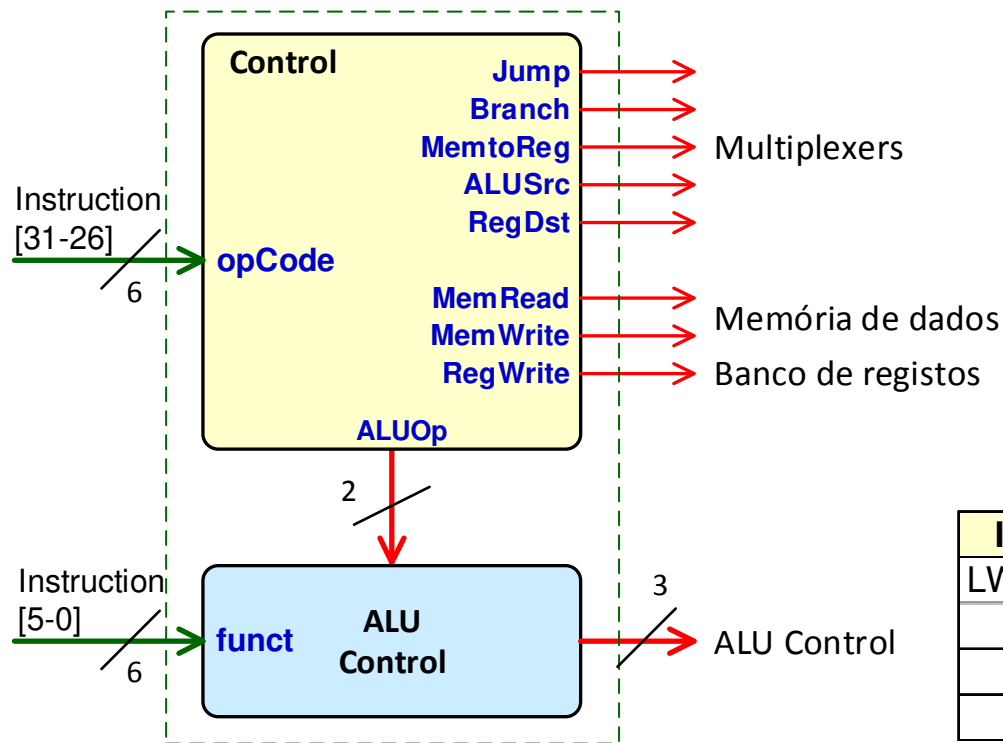 Control
Jump
Branch
MemtoReg
Multiplexers
ALUSrc
RegDst
Instruction
[31-26]
6
opCode
MemRead
MemWrite
Memória de dados
RegWrite
Banco de registos
ALUOp
2
Instruction
[5-0]
6
funct
ALU
Control
3
ALU Control